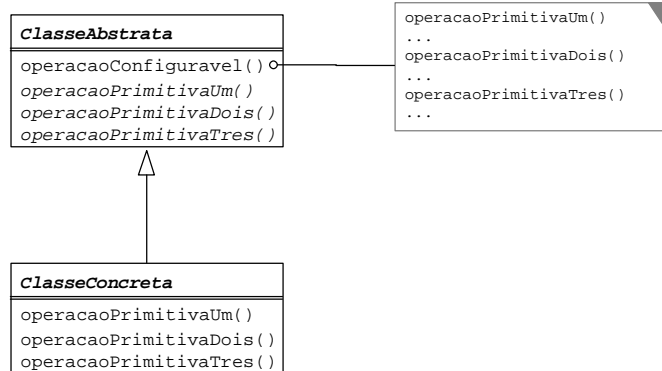 ClasseAbstrata
operacaoConfiguravel()
operacaoPrimitivaUm()
operacaoPrimitivaDois()
operacaoPrimitivaTres()
operacaoPrimitivaUm()
...
operacaoPrimitivaDois()
...
operacaoPrimitivaTres()
...
ClasseConcreta
operacaoPrimitivaUm()
operacaoPrimitivaDois()
operacaoPrimitivaTres()